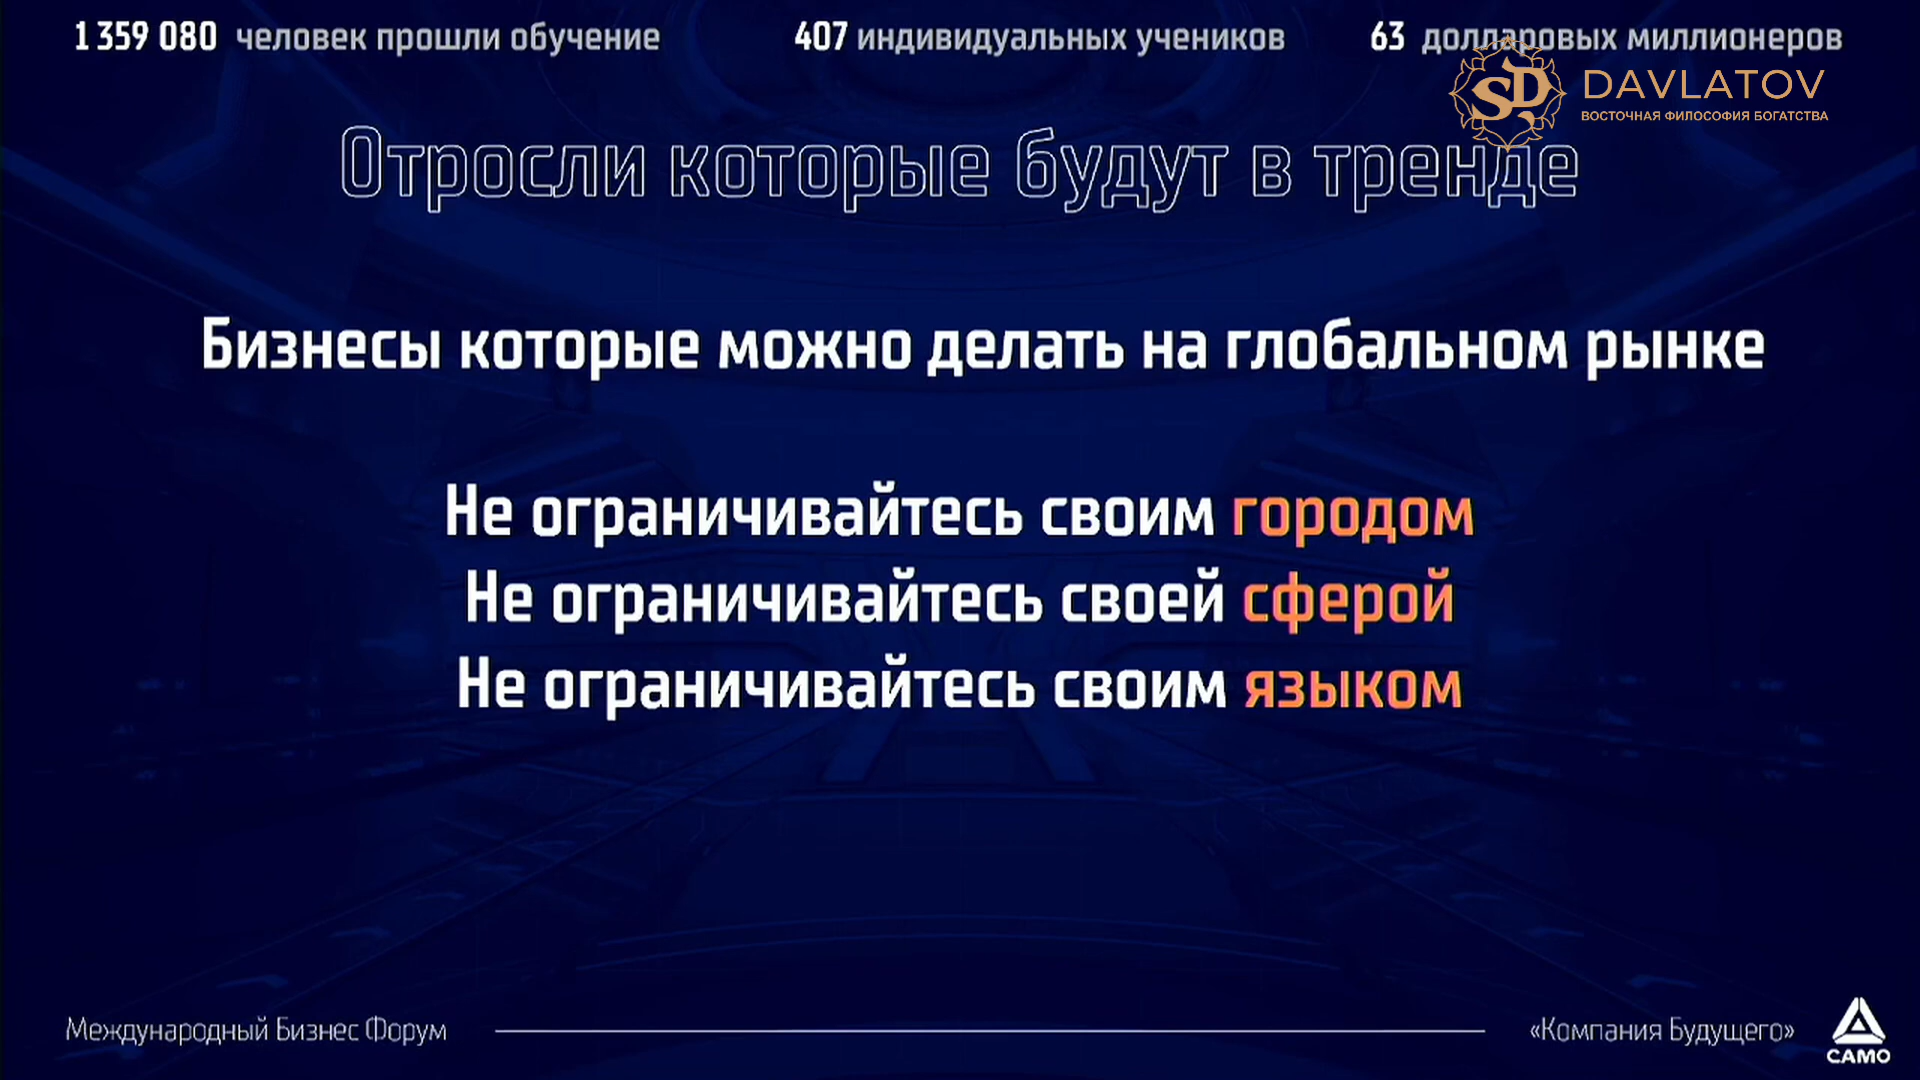 1 359 080 человек прошли обучение
407 индивидуальных учеников
63 долларовых миллионеров
SD DAVLATOV
ВОСТОЧНАЯ ФИЛОСОФИЯ БОГАТСТВА
Отросли которые будут в тренде
Бизнесы которые можно делать на глобальном рынке
Не ограничивайтесь своим городом
Не ограничивайтесь своей сферой
Не ограничивайтесь своим языком
Международный Бизнес Форум
«Компания Будущего»
САМО